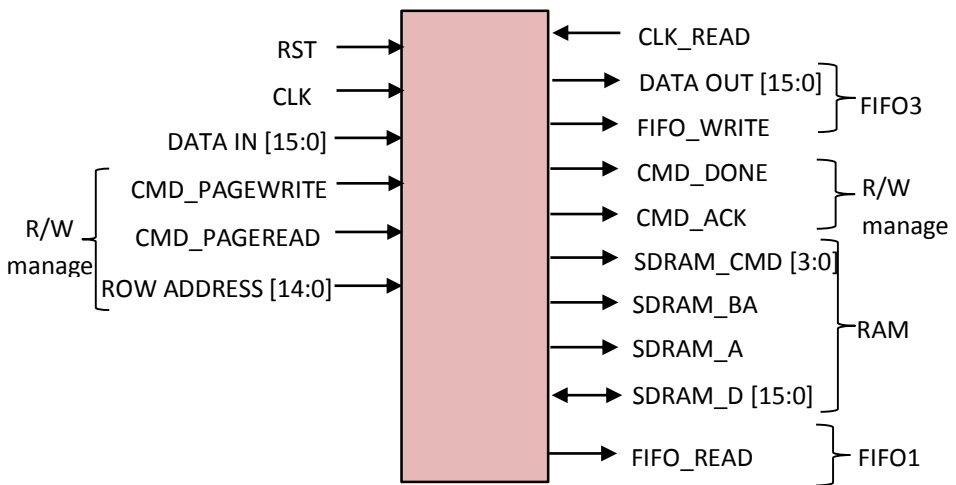 RST
CLK
DATA IN [15:0]
CMD_PAGEWRITE
CMD_PAGEREAD
ROW ADDRESS [14:0]
R/W
manage
CLK_READ
DATA OUT [15:0]
FIFO_WRITE
FIFO3
CMD_DONE
CMD_ACK
R/W
manage
SDRAM_CMD [3:0]
SDRAM_BA
SDRAM_A
SDRAM_D [15:0]
RAM
FIFO_READ
FIFO1